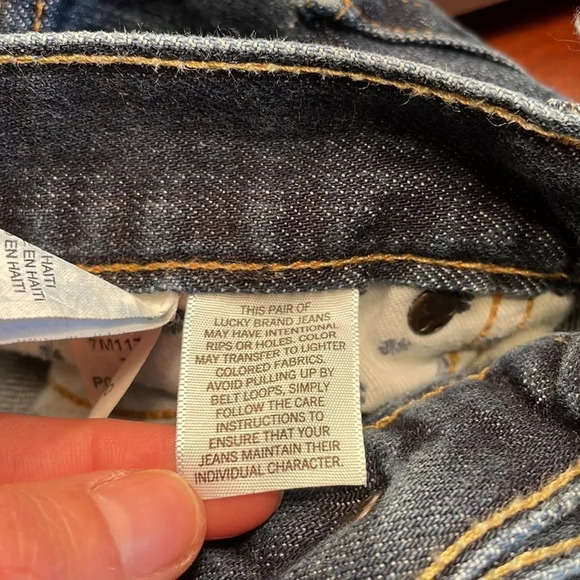 HAITI
EN HAITI
EN HAITI
7M117
THIS PAIR OF
LUCKY BRAND JEANS
MAY HAVE INTENTIONAL
RIPS OR HOLES. COLOR
MAY TRANSFER TO LIGHTER
COLORED FABRICS.
AVOID PULLING UP BY
BELT LOOPS, SIMPLY
FOLLOW THE CARE
INSTRUCTIONS TO
ENSURE THAT YOUR
JEANS MAINTAIN THEIR
INDIVIDUAL CHARACTER.